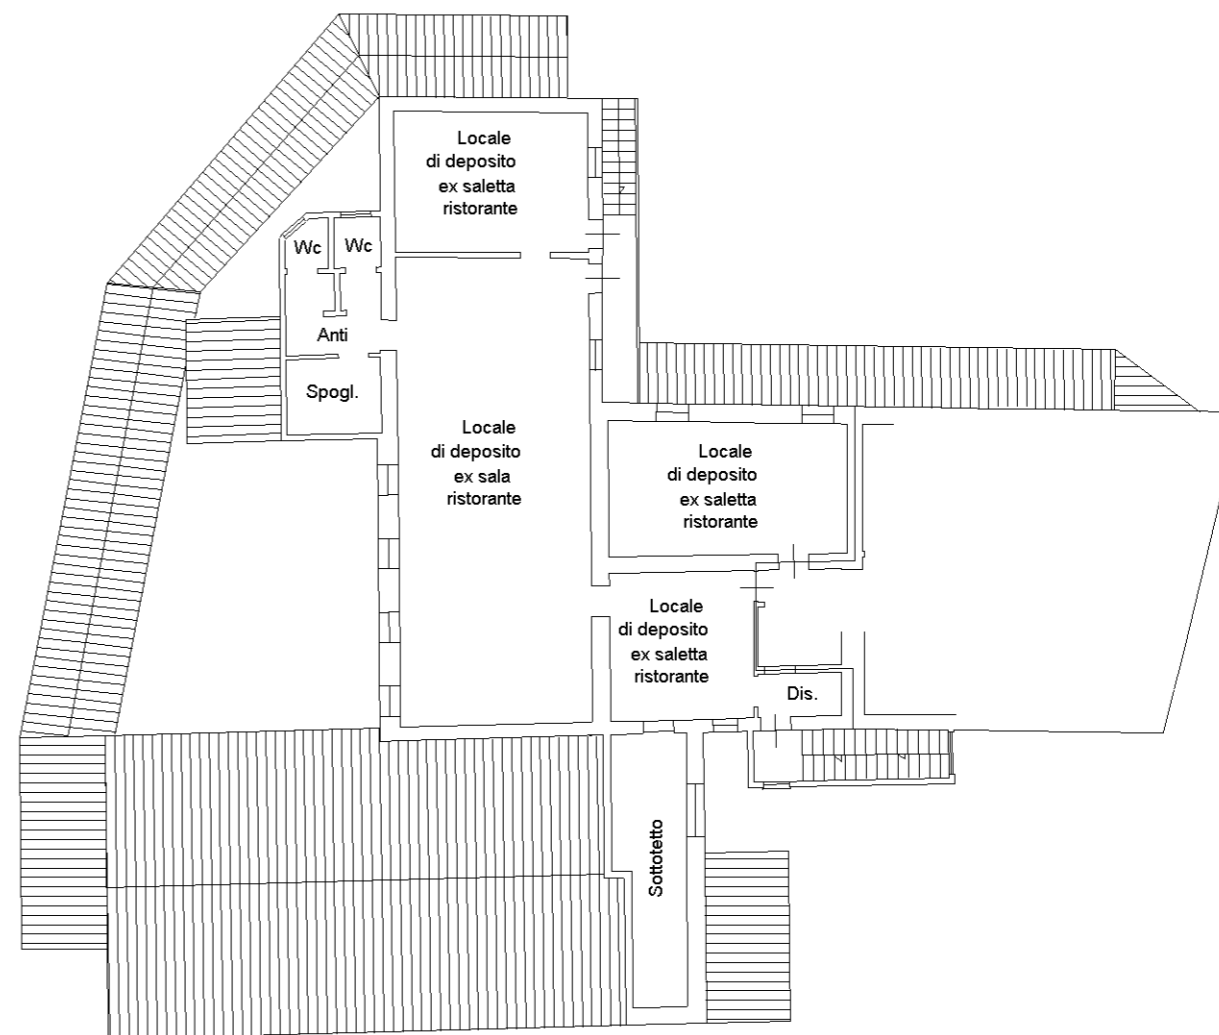 Locale
di deposito
ex saletta
ristorante
Wc
Wc
Anti
Spogl.
Locale
di deposito
ex sala
ristorante
Locale
di deposito
ex saletta
ristorante
Locale
di deposito
ex saletta
ristorante
Dis.
Sottotetto